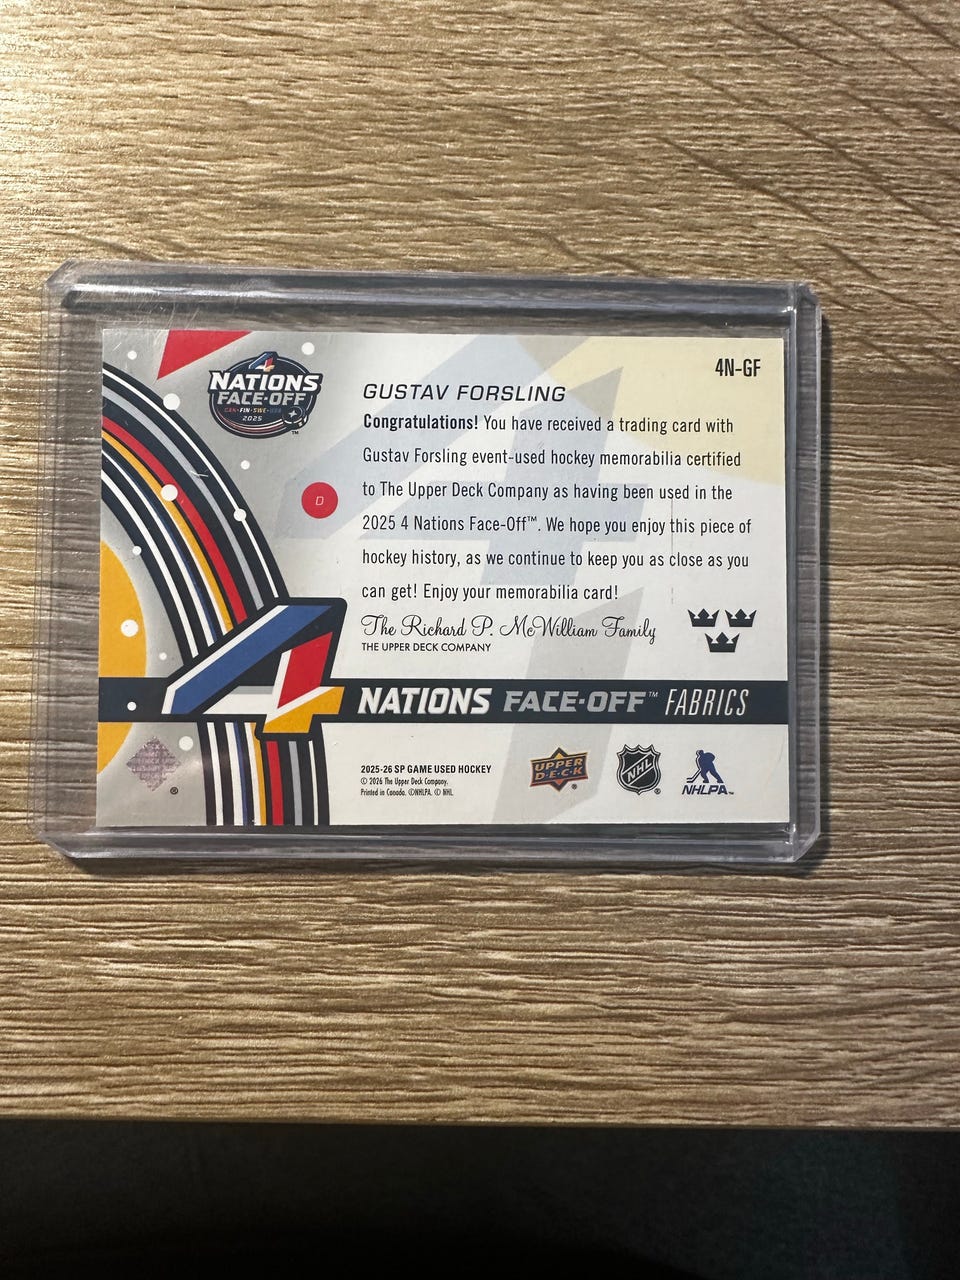 4N-GF
NATIONS
FACE·OFF
CAN·FIN·SWE·USA
2025
™
GUSTAV FORSLING
Congratulations! You have received a trading card with
Gustav Forsling event-used hockey memorabilia certified
D
to The Upper Deck Company as having been used in the
2025 4 Nations Face-Off™. We hope you enjoy this piece of
hockey history, as we continue to keep you as close as you
can get! Enjoy your memorabilia card!
The Richard P. McWilliam Family
THE UPPER DECK COMPANY
4 NATIONS FACE·OFF™ FABRICS
2025-26 SP GAME USED HOCKEY
© 2026 The Upper Deck Company.
Printed in Canada. ©NHLPA. © NHL
UPPER
D·E·C·K
®
NHL
®
NHLPA™
®